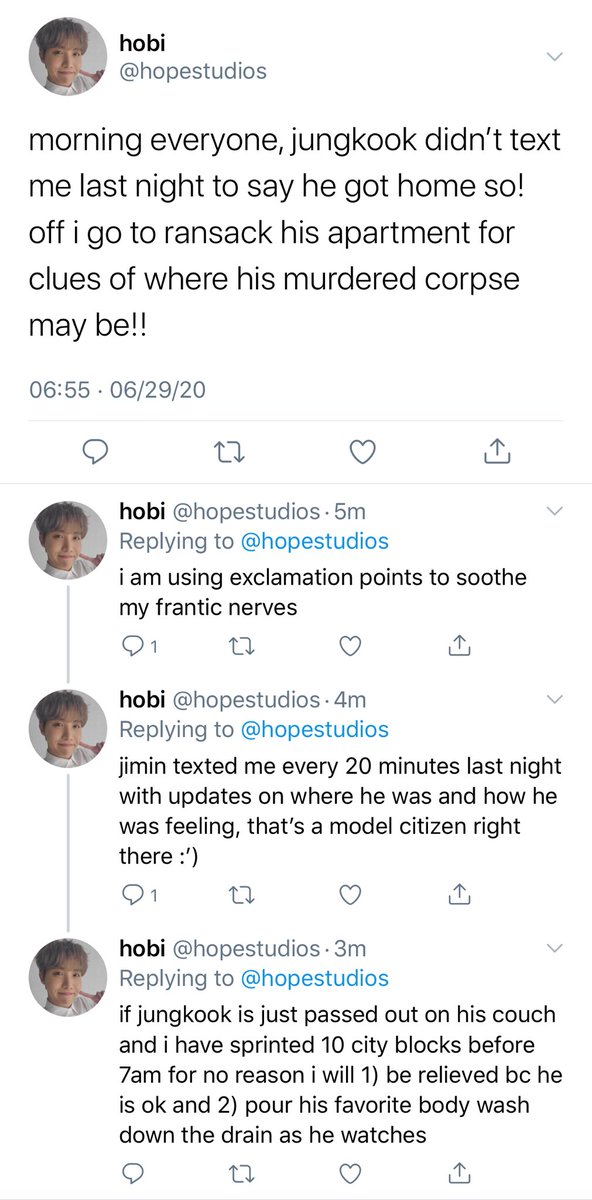 hobi
@hopestudios
morning everyone, jungkook didn’t text
me last night to say he got home so!
off i go to ransack his apartment for
clues of where his murdered corpse
may be!!
06:55 · 06/29/20
hobi @hopestudios · 5m
Replying to @hopestudios
i am using exclamation points to soothe
my frantic nerves
1
hobi @hopestudios · 4m
Replying to @hopestudios
jimin texted me every 20 minutes last night
with updates on where he was and how he
was feeling, that’s a model citizen right
there :’)
1
hobi @hopestudios · 3m
Replying to @hopestudios
if jungkook is just passed out on his couch
and i have sprinted 10 city blocks before
7am for no reason i will 1) be relieved bc he
is ok and 2) pour his favorite body wash
down the drain as he watches